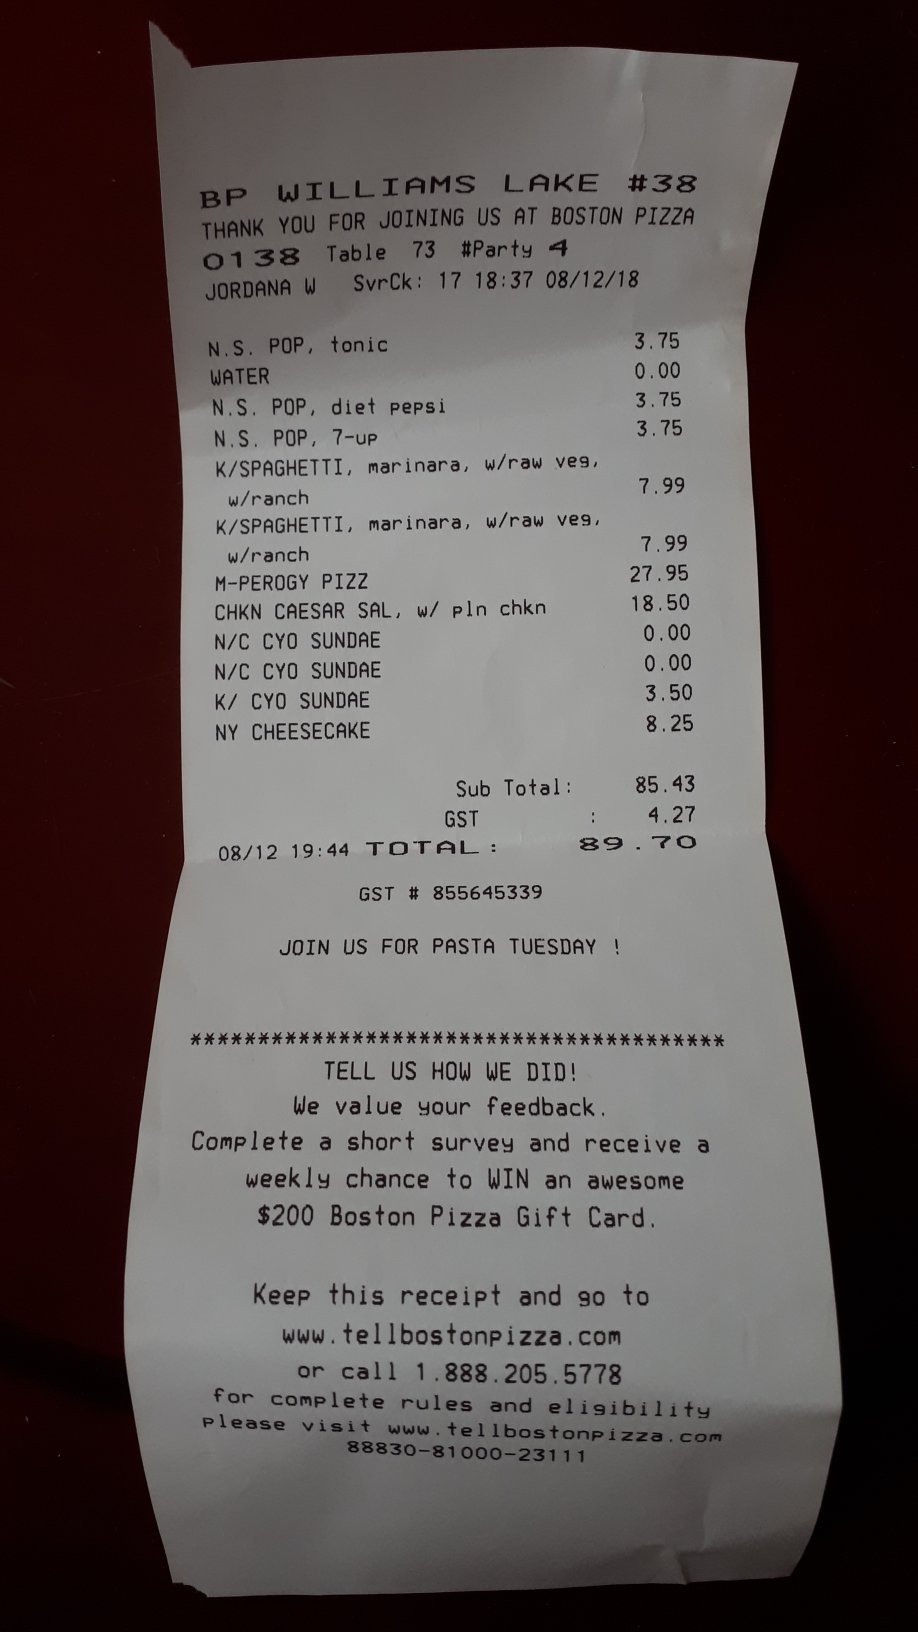 BP WILLIAMS LAKE #38
THANK YOU FOR JOINING US AT BOSTON PIZZA
0138 Table 73 #Party 4
JORDANA W SvrCk: 17 18:37 08/12/18
N.S. POP, tonic 3.75
WATER 0.00
N.S. POP, diet pepsi 3.75
N.S. POP, 7-up 3.75
K/SPAGHETTI, marinara, w/raw veg,
w/ranch 7.99
K/SPAGHETTI, marinara, w/raw veg,
w/ranch 7.99
M-PEROGY PIZZ 27.95
CHKN CAESAR SAL, w/ pln chkn 18.50
N/C CYO SUNDAE 0.00
N/C CYO SUNDAE 0.00
K/ CYO SUNDAE 3.50
NY CHEESECAKE 8.25
Sub Total: 85.43
GST : 4.27
08/12 19:44 TOTAL: 89.70
GST # 855645339
JOIN US FOR PASTA TUESDAY !
****************************************
TELL US HOW WE DID!
We value your feedback.
Complete a short survey and receive a
weekly chance to WIN an awesome
$200 Boston Pizza Gift Card.
Keep this receipt and go to
www.tellbostonpizza.com
or call 1.888.205.5778
for complete rules and eligibility
please visit www.tellbostonpizza.com
88830-81000-23111